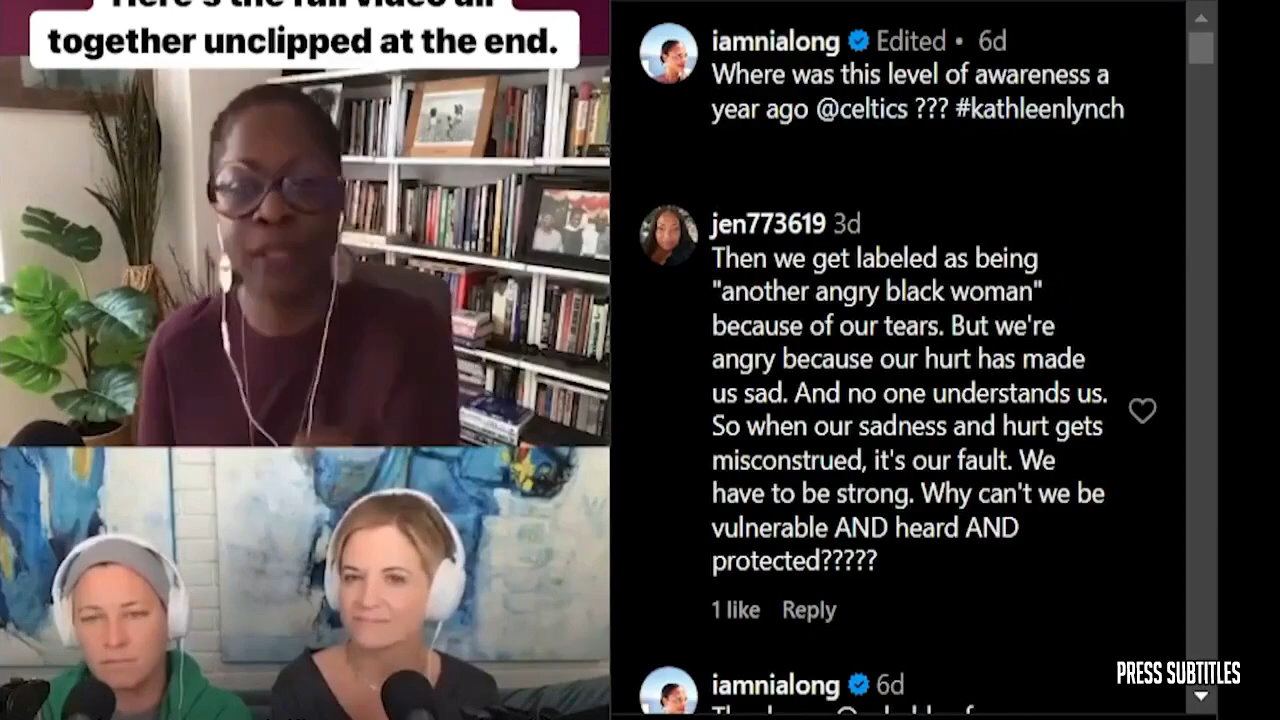 Here's the full video all
together unclipped at the end.
iamnialong Edited • 6d
Where was this level of awareness a
year ago @celtics ??? #kathleenlynch
jen773619 3d
Then we get labeled as being
"another angry black woman"
because of our tears. But we're
angry because our hurt has made
us sad. And no one understands us.
So when our sadness and hurt gets
misconstrued, it's our fault. We
have to be strong. Why can't we be
vulnerable AND heard AND
protected?????
1 like Reply
iamnialong 6d
PRESS SUBTITLES